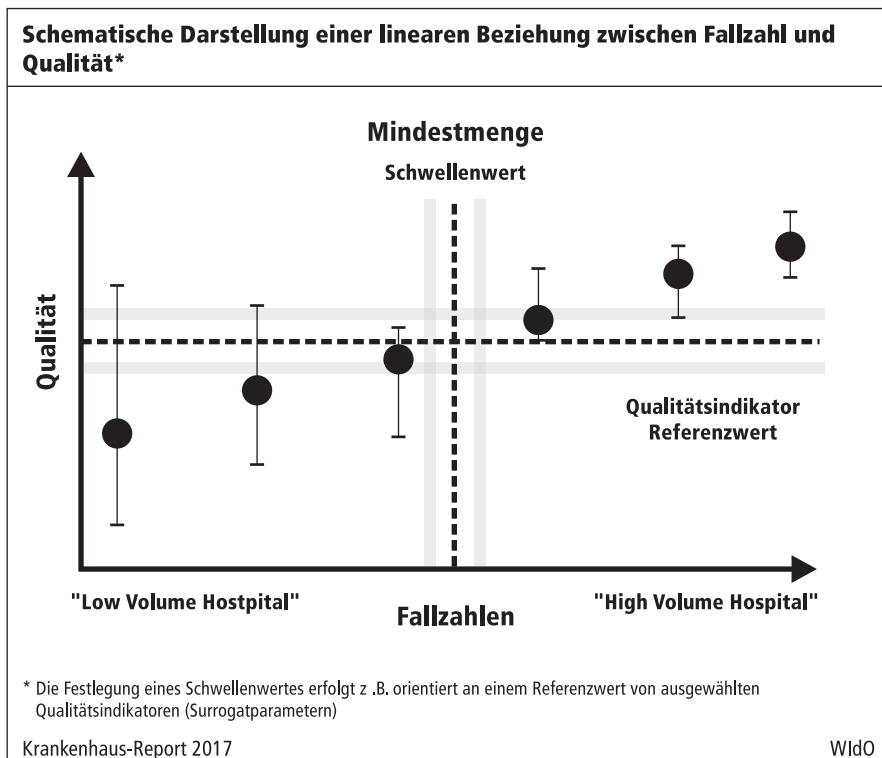 Schematische Darstellung einer linearen Beziehung zwischen Fallzahl und
Qualität*
Mindestmenge
Schwellenwert
Qualität
Qualitätsindikator
Referenzwert
"Low Volume Hostpital"
Fallzahlen
"High Volume Hospital"
* Die Festlegung eines Schwellenwertes erfolgt z .B. orientiert an einem Referenzwert von ausgewählten
Qualitätsindikatoren (Surrogatparametern)
Krankenhaus-Report 2017
WIdO